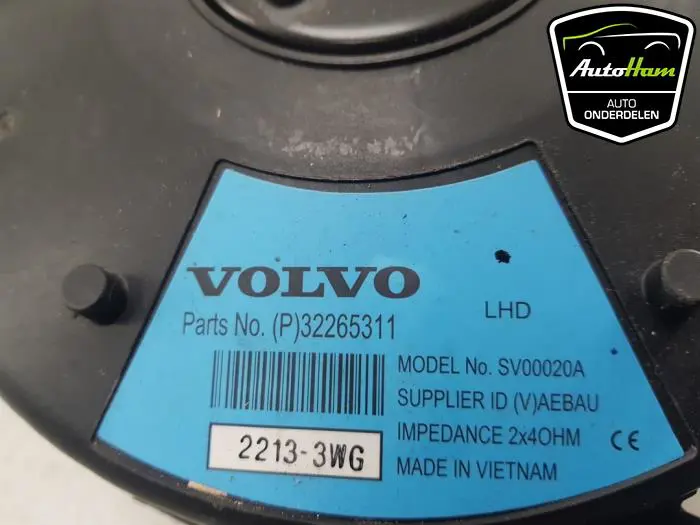 AutoHam
AUTO
ONDERDELEN
VOLVO
LHD
Parts No. (P)32265311
MODEL No. SV00020A
SUPPLIER ID (V)AEBAU
2213-3WG
IMPEDANCE 2x4OHM CE
MADE IN VIETNAM